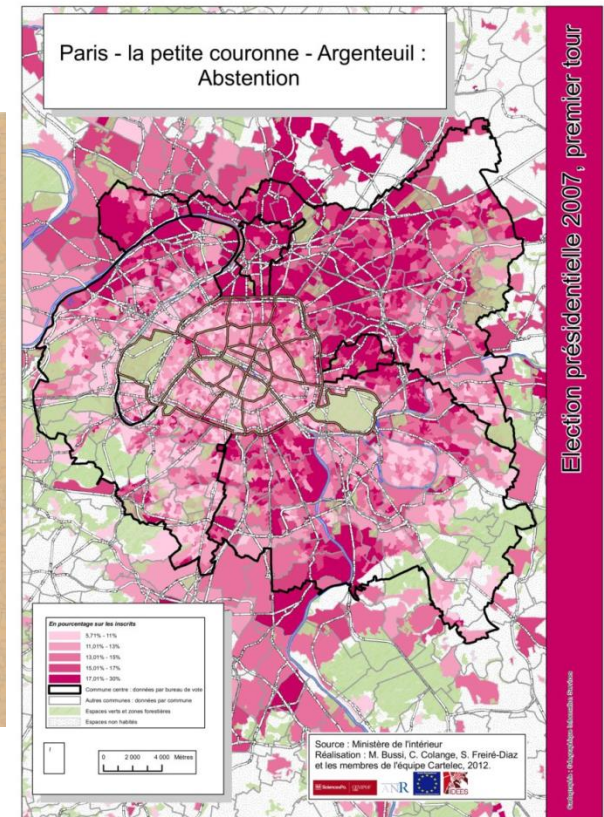 Paris - la petite couronne - Argenteuil :
Abstention
Election présidentielle 2007, premier tour
En pourcentage sur les inscrits
5,71% - 11%
11,01% - 13%
13,01% - 15%
15,01% - 17%
17,01% - 30%
Commune centre : données par bureau de vote
Autres communes : données par commune
Espaces verts et zones forestières
Espaces non habités
0 2 000 4 000 Mètres
Source : Ministère de l'intérieur
Réalisation : M. Bussi, C. Colange, S. Freiré-Diaz
et les membres de l'équipe Cartelec, 2012.
SciencesPo.
ANR
IDEES